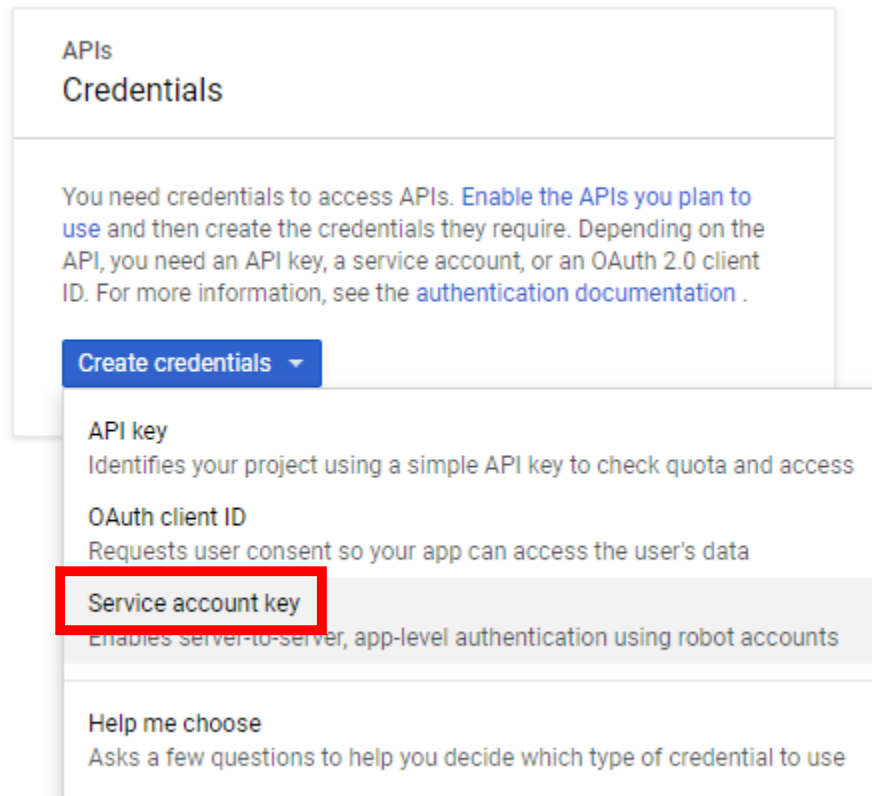 APIs
Credentials
You need credentials to access APIs. Enable the APIs you plan to
use and then create the credentials they require. Depending on the
API, you need an API key, a service account, or an OAuth 2.0 client
ID. For more information, see the authentication documentation .
Create credentials
API key
Identifies your project using a simple API key to check quota and access
OAuth client ID
Requests user consent so your app can access the user's data
Service account key
Enables server-to-server, app-level authentication using robot accounts
Help me choose
Asks a few questions to help you decide which type of credential to use